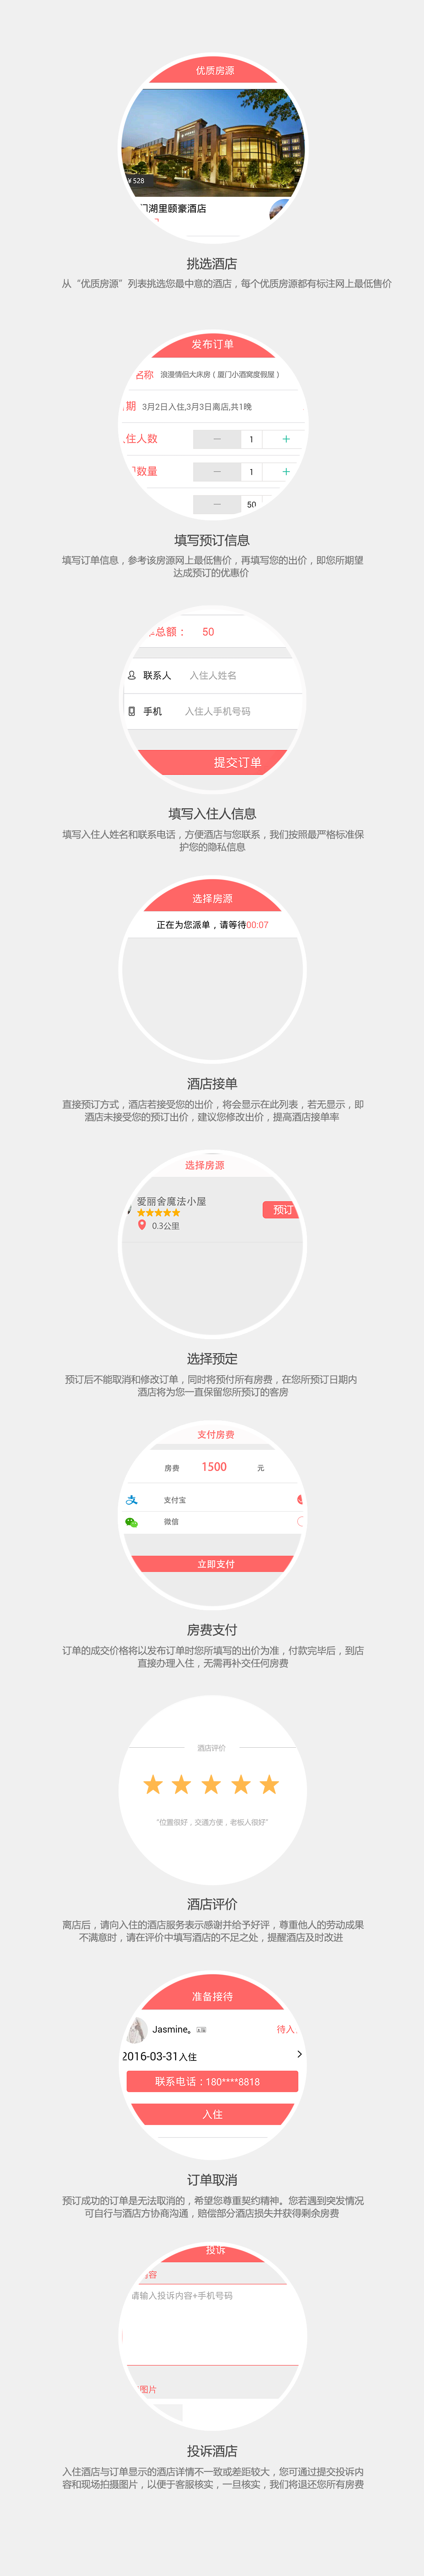 优质房源
¥528
门湖里颐豪酒店
挑选酒店
从“优质房源”列表挑选您最中意的酒店，每个优质房源都有标注网上最低售价
发布订单
名称 浪漫情侣大床房（厦门小酒窝度假屋）
期 3月2日入住,3月3日离店,共1晚
住人数 — 1 +
数量 — 1 +
— 50
填写预订信息
填写订单信息，参考该房源网上最低售价，再填写您的出价，即您所期望
达成预订的优惠价
总额： 50
联系人 入住人姓名
手机 入住人手机号码
提交订单
填写入住人信息
填写入住人姓名和联系电话，方便酒店与您联系，我们按照最严格标准保
护您的隐私信息
选择房源
正在为您派单，请等待00:07
酒店接单
直接预订方式，酒店若接受您的出价，将会显示在此列表，若无显示，即
酒店未接受您的预订出价，建议您修改出价，提高酒店接单率
选择房源
爱丽舍魔法小屋
预订
0.3公里
选择预定
预订后不能取消和修改订单，同时将预付所有房费，在您所预订日期内
酒店将为您一直保留您所预订的客房
支付房费
房费 1500 元
支付宝
微信
立即支付
房费支付
订单的成交价格将以发布订单时您所填写的出价为准，付款完毕后，到店
直接办理入住，无需再补交任何房费
酒店评价
“位置很好，交通方便，老板人很好”
酒店评价
离店后，请向入住的酒店服务表示感谢并给予好评，尊重他人的劳动成果
不满意时，请在评价中填写酒店的不足之处，提醒酒店及时改进
准备接待
Jasmine。 待入
2016-03-31入住
联系电话：180****8818
入住
订单取消
预订成功的订单是无法取消的，希望您尊重契约精神。您若遇到突发情况
可自行与酒店方协商沟通，赔偿部分酒店损失并获得剩余房费
投诉
内容
请输入投诉内容+手机号码
图片
投诉酒店
入住酒店与订单显示的酒店详情不一致或差距较大，您可通过提交投诉内
容和现场拍摄图片，以便于客服核实，一旦核实，我们将退还您所有房费